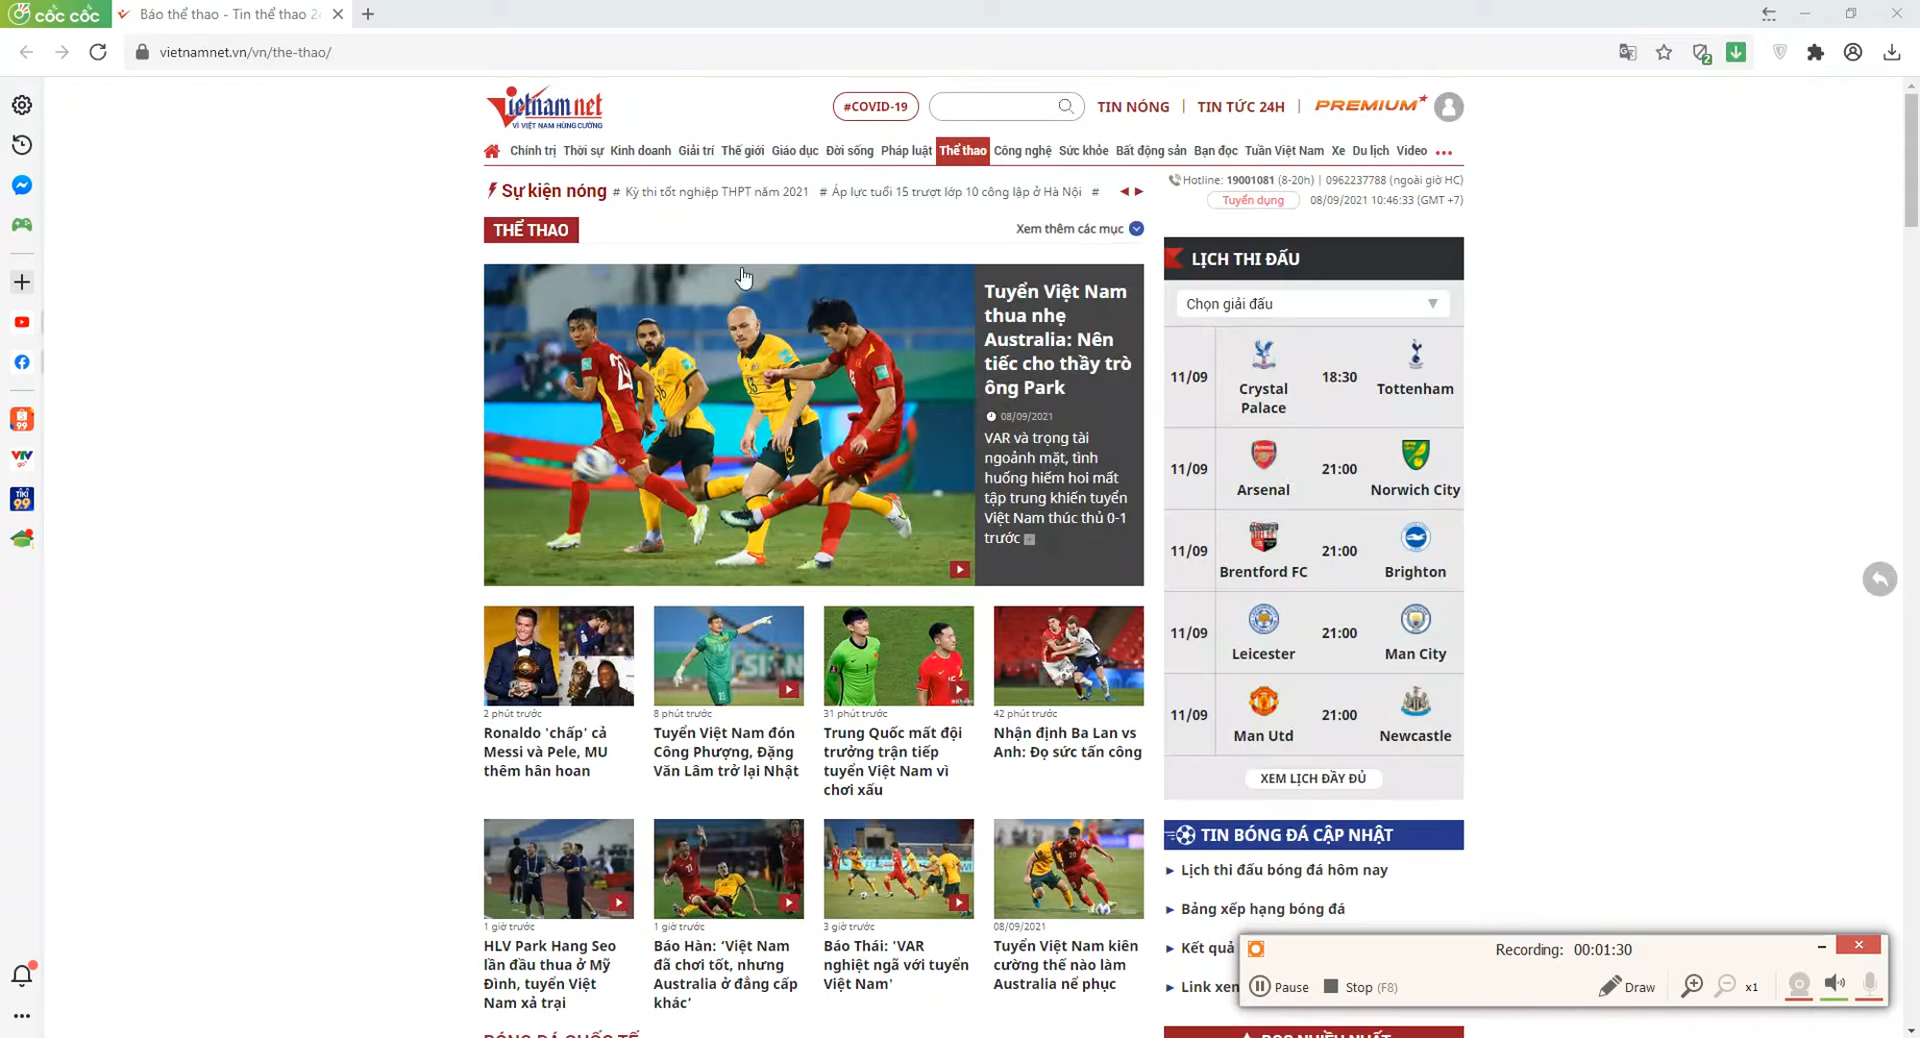 cốc cốc
Báo thể thao - Tin thể thao 2
vietnamnet.vn/vn/the-thao/
Vietnam net
VÌ VIỆT NAM HÙNG CƯỜNG
#COVID-19
TIN NÓNG | TIN TỨC 24H | PREMIUM
Chính trị Thời sự Kinh doanh Giải trí Thế giới Giáo dục Đời sống Pháp luật Thể thao Công nghệ Sức khỏe Bất động sản Bạn đọc Tuần Việt Nam Xe Du lịch Video
Sự kiện nóng # Kỳ thi tốt nghiệp THPT năm 2021 # Áp lực tuổi 15 trượt lớp 10 công lập ở Hà Nội #
Hotline: 19001081 (8-20h) | 0962237788 (ngoài giờ HC)
Tuyển dụng 08/09/2021 10:46:33 (GMT +7)
THỂ THAO
Xem thêm các mục
Tuyển Việt Nam
thua nhẹ
Australia: Nên
tiếc cho thầy trò
ông Park
08/09/2021
VAR và trọng tài
ngoảnh mặt, tình
huống hiếm hoi mất
tập trung khiến tuyển
Việt Nam thúc thủ 0-1
trước
LỊCH THI ĐẤU
Chọn giải đấu
11/09 Crystal Palace 18:30 Tottenham
11/09 Arsenal 21:00 Norwich City
11/09 Brentford FC 21:00 Brighton
11/09 Leicester 21:00 Man City
11/09 Man Utd 21:00 Newcastle
XEM LỊCH ĐẦY ĐỦ
2 phút trước
Ronaldo 'chấp' cả
Messi và Pele, MU
thêm hân hoan
8 phút trước
Tuyển Việt Nam đón
Công Phượng, Đặng
Văn Lâm trở lại Nhật
31 phút trước
Trung Quốc mất đội
trưởng trận tiếp
tuyển Việt Nam vì
chơi xấu
42 phút trước
Nhận định Ba Lan vs
Anh: Đọ sức tấn công
1 giờ trước
HLV Park Hang Seo
lần đầu thua ở Mỹ
Đình, tuyển Việt
Nam xả trại
1 giờ trước
Báo Hàn: ‘Việt Nam
đã chơi tốt, nhưng
Australia ở đẳng cấp
khác’
3 giờ trước
Báo Thái: 'VAR
nghiệt ngã với tuyển
Việt Nam'
08/09/2021
Tuyển Việt Nam kiên
cường thế nào làm
Australia nể phục
TIN BÓNG ĐÁ CẬP NHẬT
Lịch thi đấu bóng đá hôm nay
Bảng xếp hạng bóng đá
Kết quả
Link xen
Recording: 00:01:30
Pause Stop (F8) Draw x1
BÓNG ĐÁ QUỐC TẾ
ĐỌC NHIỀU NHẤT